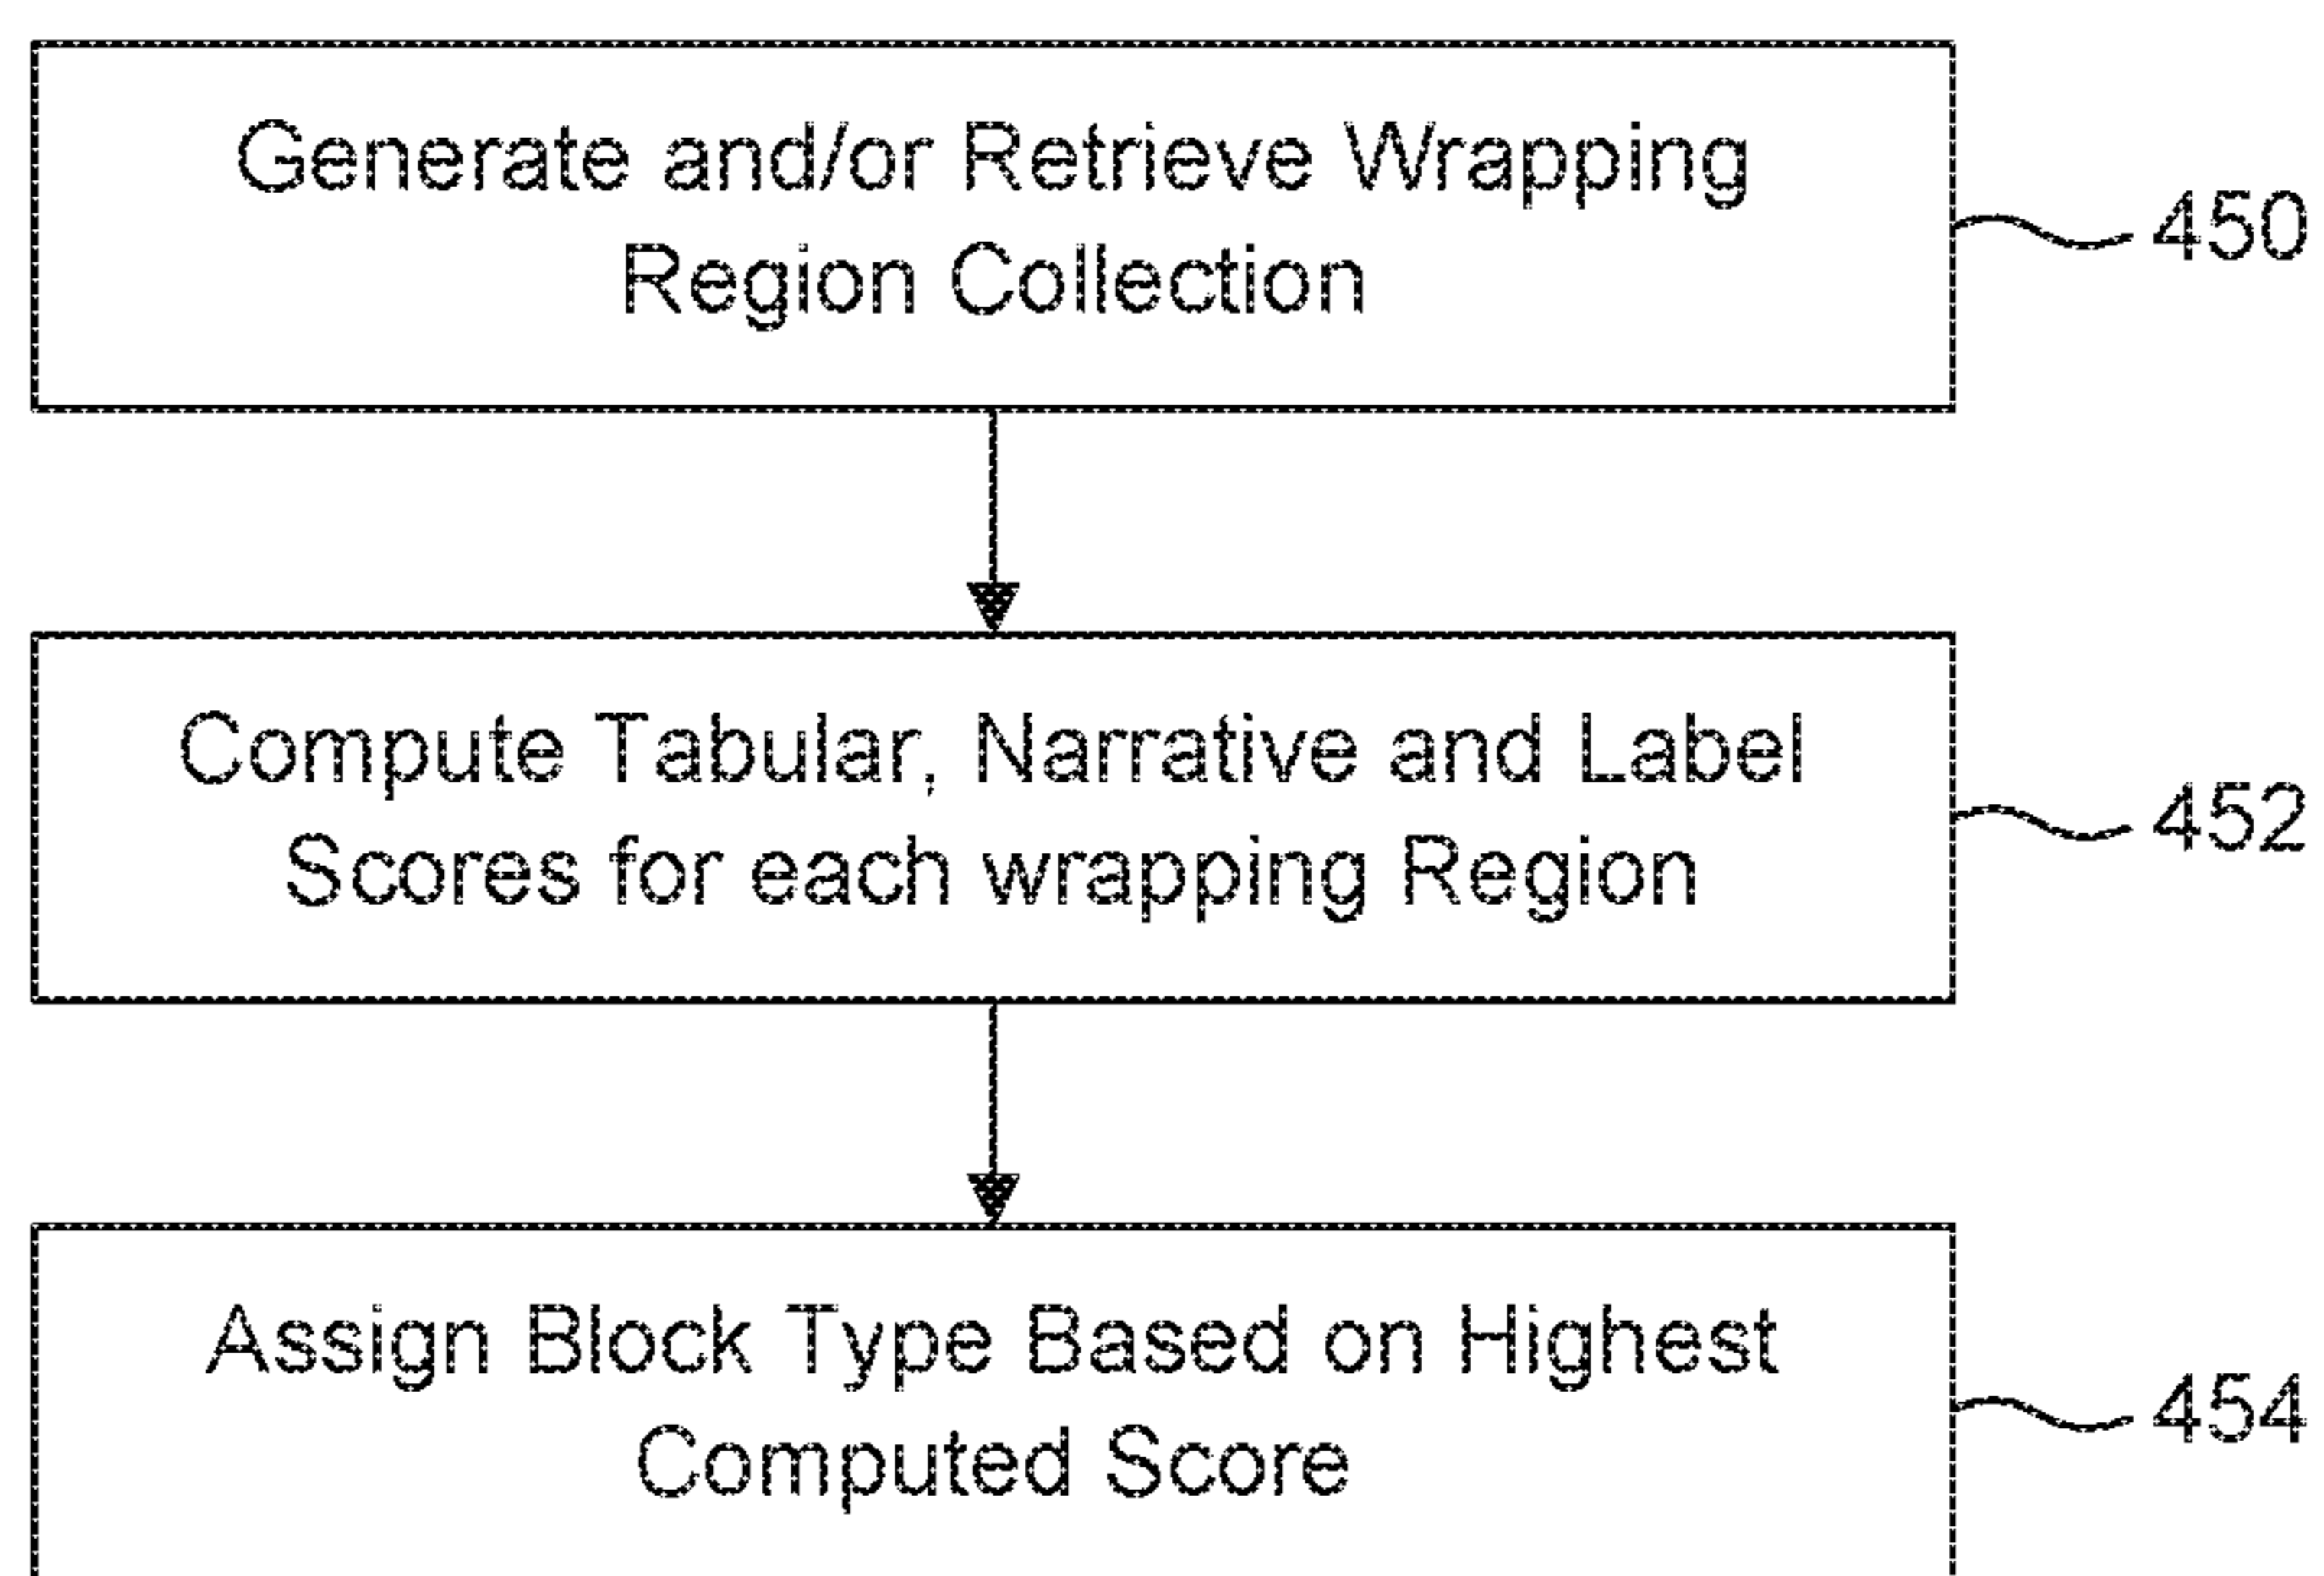 Generate and/or Retrieve Wrapping
Region Collection
450
Compute Tabular, Narrative and Label
Scores for each wrapping Region
452
Assign Block Type Based on Highest
Computed Score
454